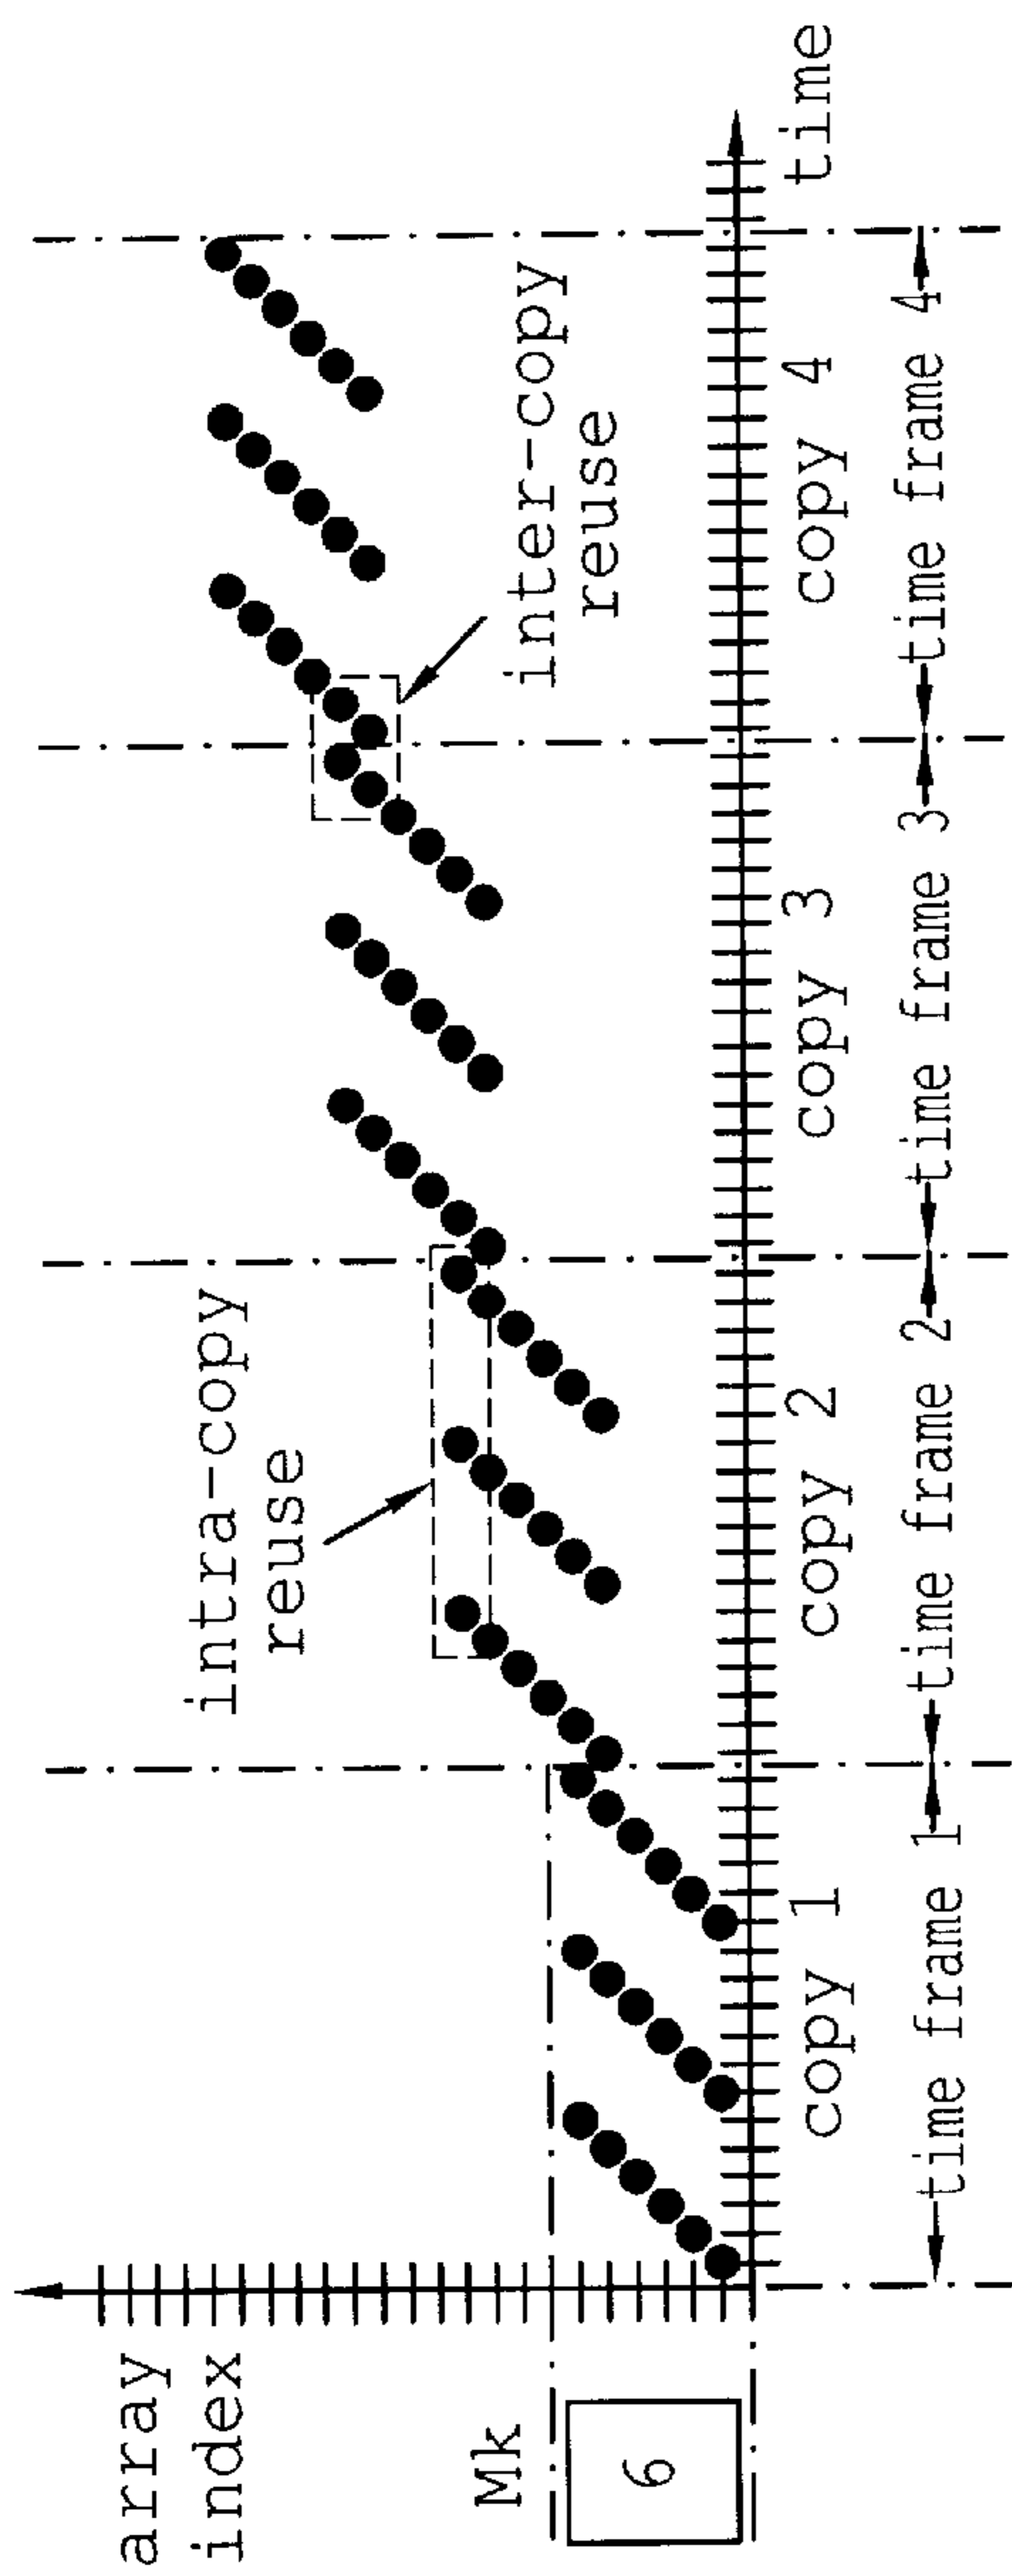 array
index
Mk
6
intra-copy
reuse
inter-copy
reuse
time
copy 1
copy 2
copy 3
copy 4
time frame 1
time frame 2
time frame 3
time frame 4